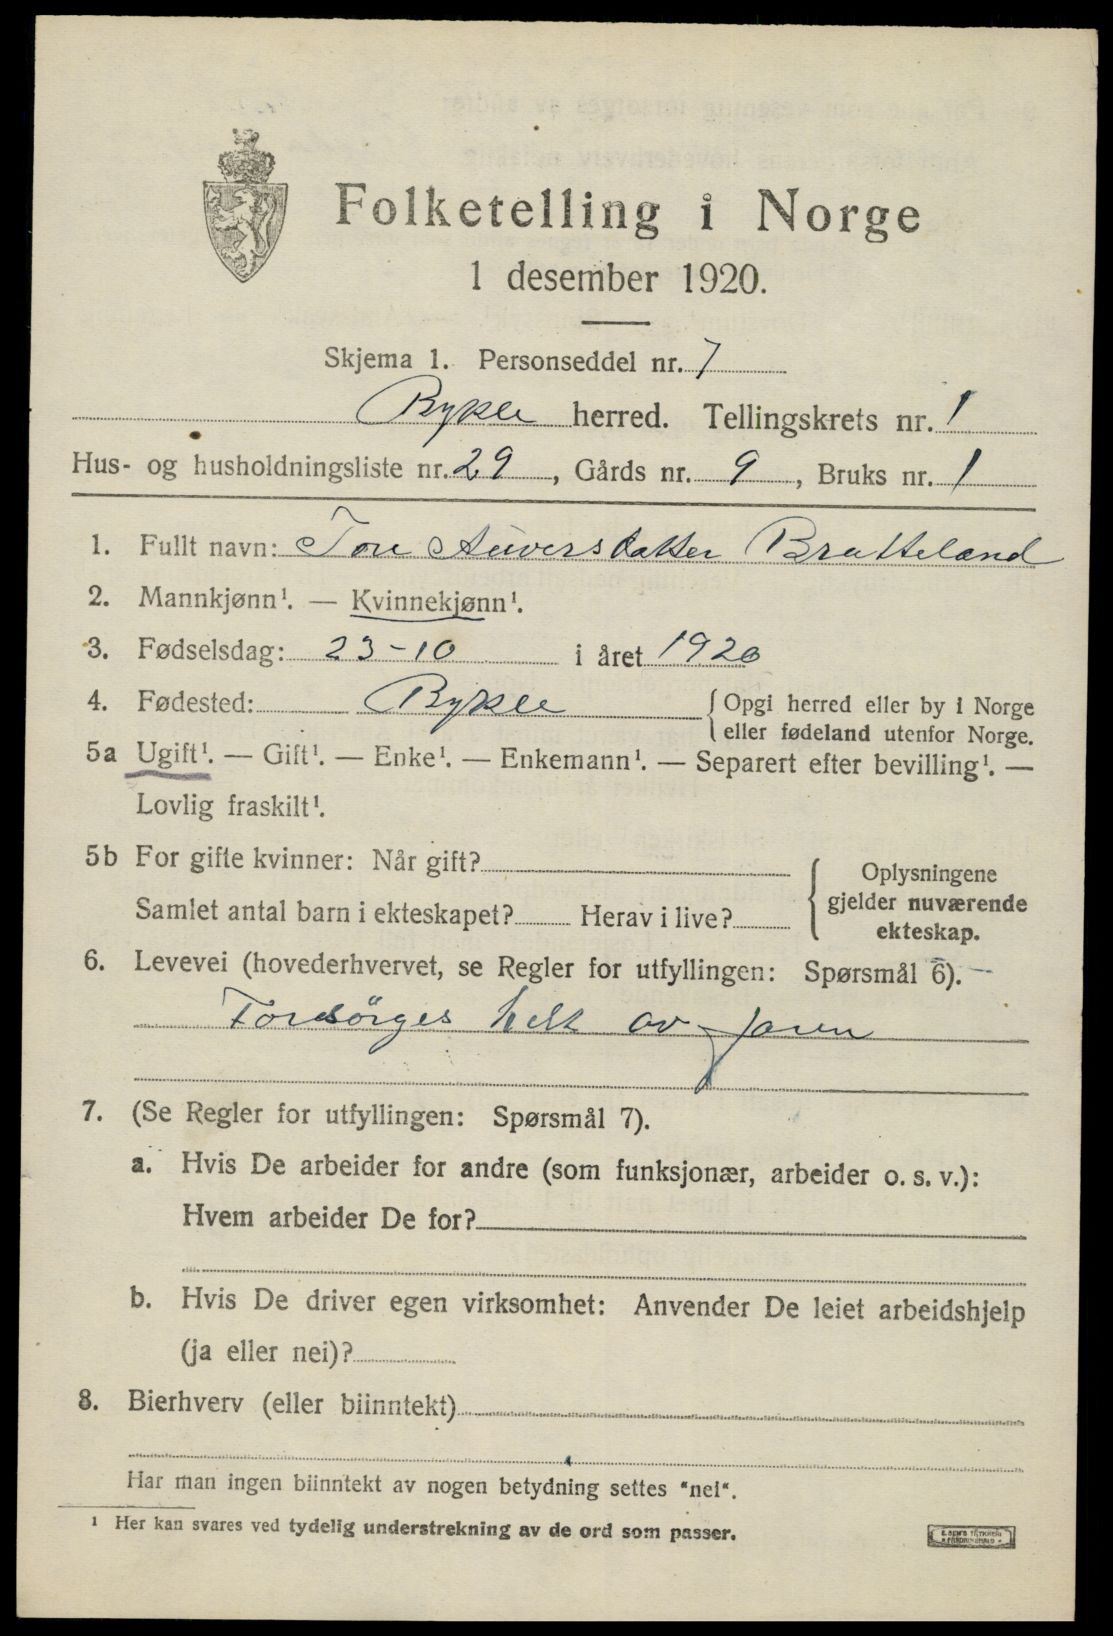 Folketelling i Norge
1 desember 1920.
Skjema 1. Personseddel nr. 7
Bykle herred. Tellingskrets nr. 1
Hus- og husholdningsliste nr. 29, Gårds nr. 9, Bruks nr. 1
1. Fullt navn: Tone Auversdatter Bratteland
2. Mannkjønn¹. — Kvinnekjønn¹.
3. Fødselsdag: 23-10 i året 1920
4. Fødested: Bykle {Opgi herred eller by i Norge
eller fødeland utenfor Norge.
5a Ugift¹. — Gift¹. — Enke¹. — Enkemann¹. — Separert efter bevilling¹. —
Lovlig fraskilt¹.
5b For gifte kvinner: Når gift?
Samlet antal barn i ekteskapet? Herav i live?
{Oplysningene
gjelder nuværende
ekteskap.
6. Levevei (hovederhvervet, se Regler for utfyllingen: Spørsmål 6).
Forsörges helt av faren
7. (Se Regler for utfyllingen: Spørsmål 7).
a. Hvis De arbeider for andre (som funksjonær, arbeider o. s. v.):
Hvem arbeider De for?
b. Hvis De driver egen virksomhet: Anvender De leiet arbeidshjelp
(ja eller nei)?
8. Bierhverv (eller biinntekt)
Har man ingen biinntekt av nogen betydning settes "nei".
¹ Her kan svares ved tydelig understrekning av de ord som passer.